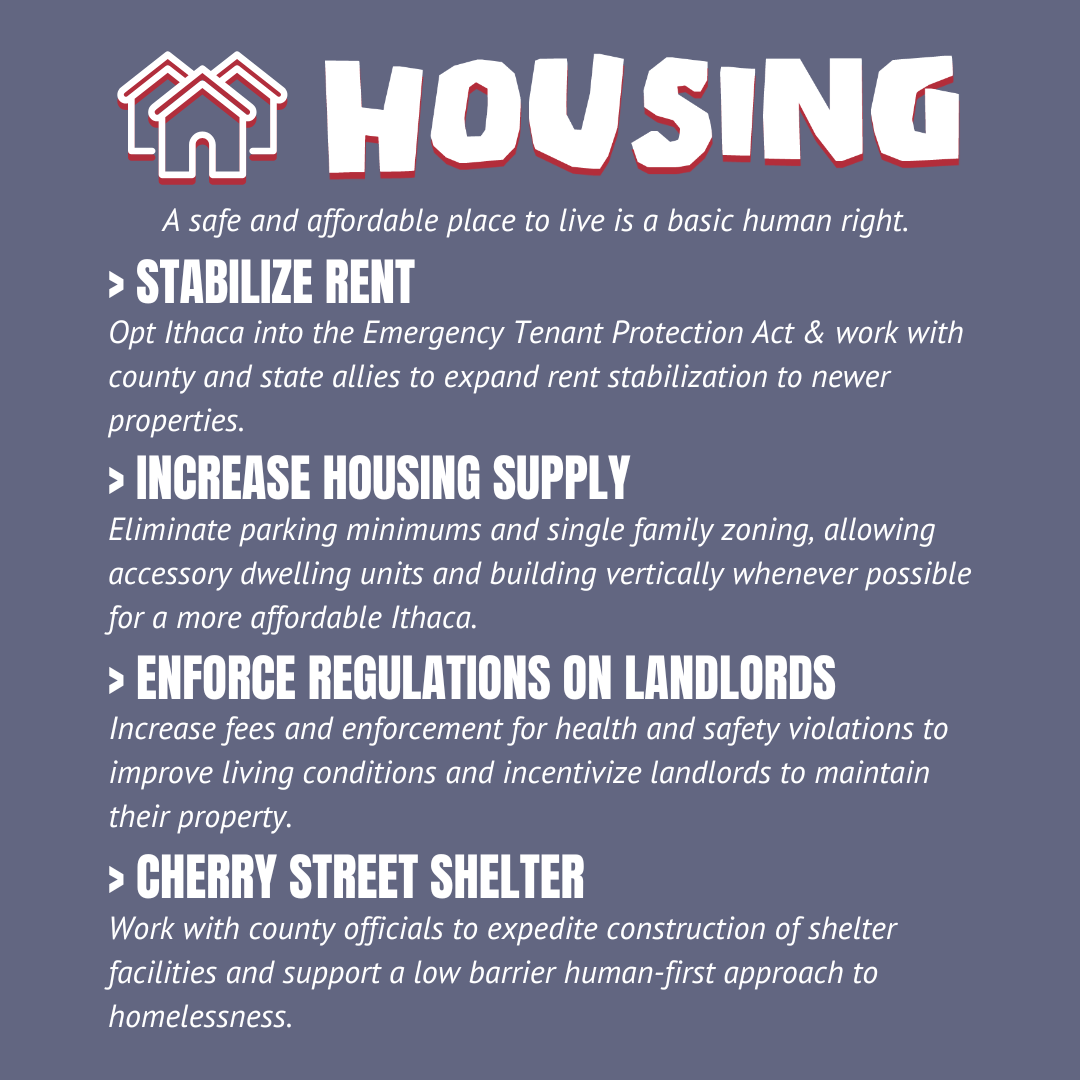 HOUSING
A safe and affordable place to live is a basic human right.
> STABILIZE RENT
Opt Ithaca into the Emergency Tenant Protection Act & work with
county and state allies to expand rent stabilization to newer
properties.
> INCREASE HOUSING SUPPLY
Eliminate parking minimums and single family zoning, allowing
accessory dwelling units and building vertically whenever possible
for a more affordable Ithaca.
> ENFORCE REGULATIONS ON LANDLORDS
Increase fees and enforcement for health and safety violations to
improve living conditions and incentivize landlords to maintain
their property.
> CHERRY STREET SHELTER
Work with county officials to expedite construction of shelter
facilities and support a low barrier human-first approach to
homelessness.